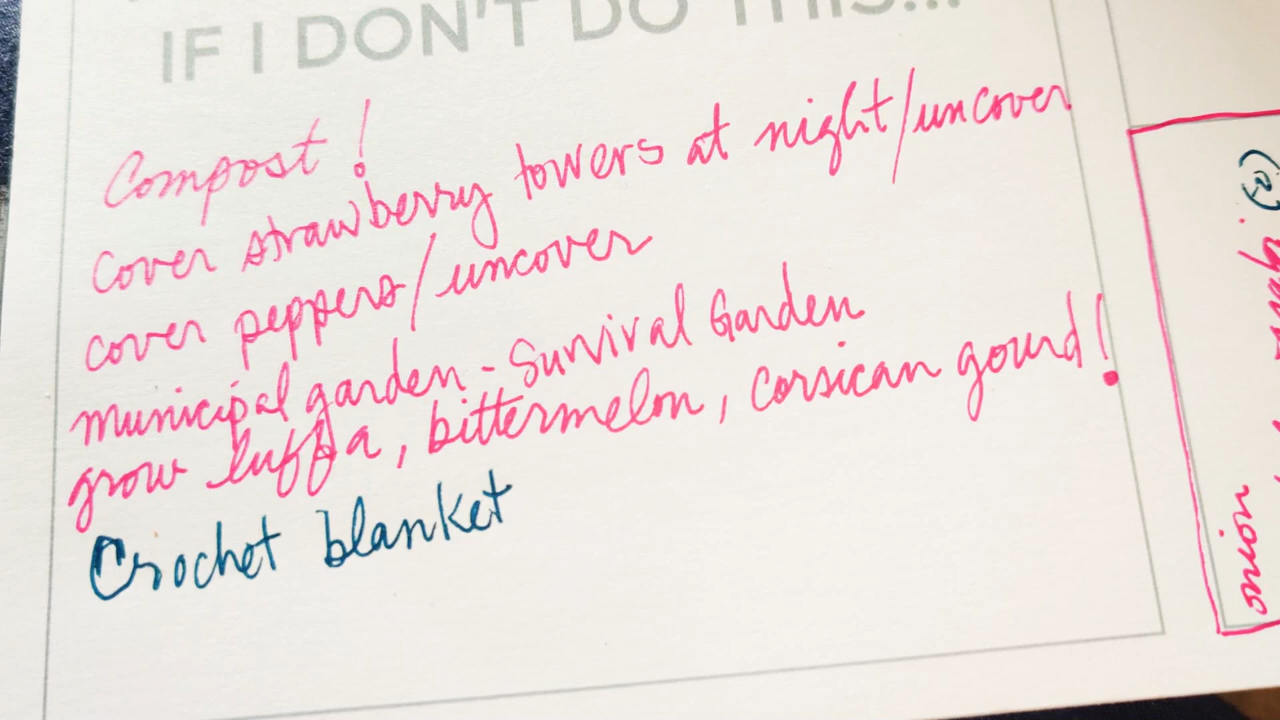 IF I DON'T DO THIS...
Compost!
cover strawberry towers at night/uncover
cover peppers/uncover
municipal garden - Survival Garden
grow luffa, bittermelon, corsican gourd!
Crochet blanket
onion